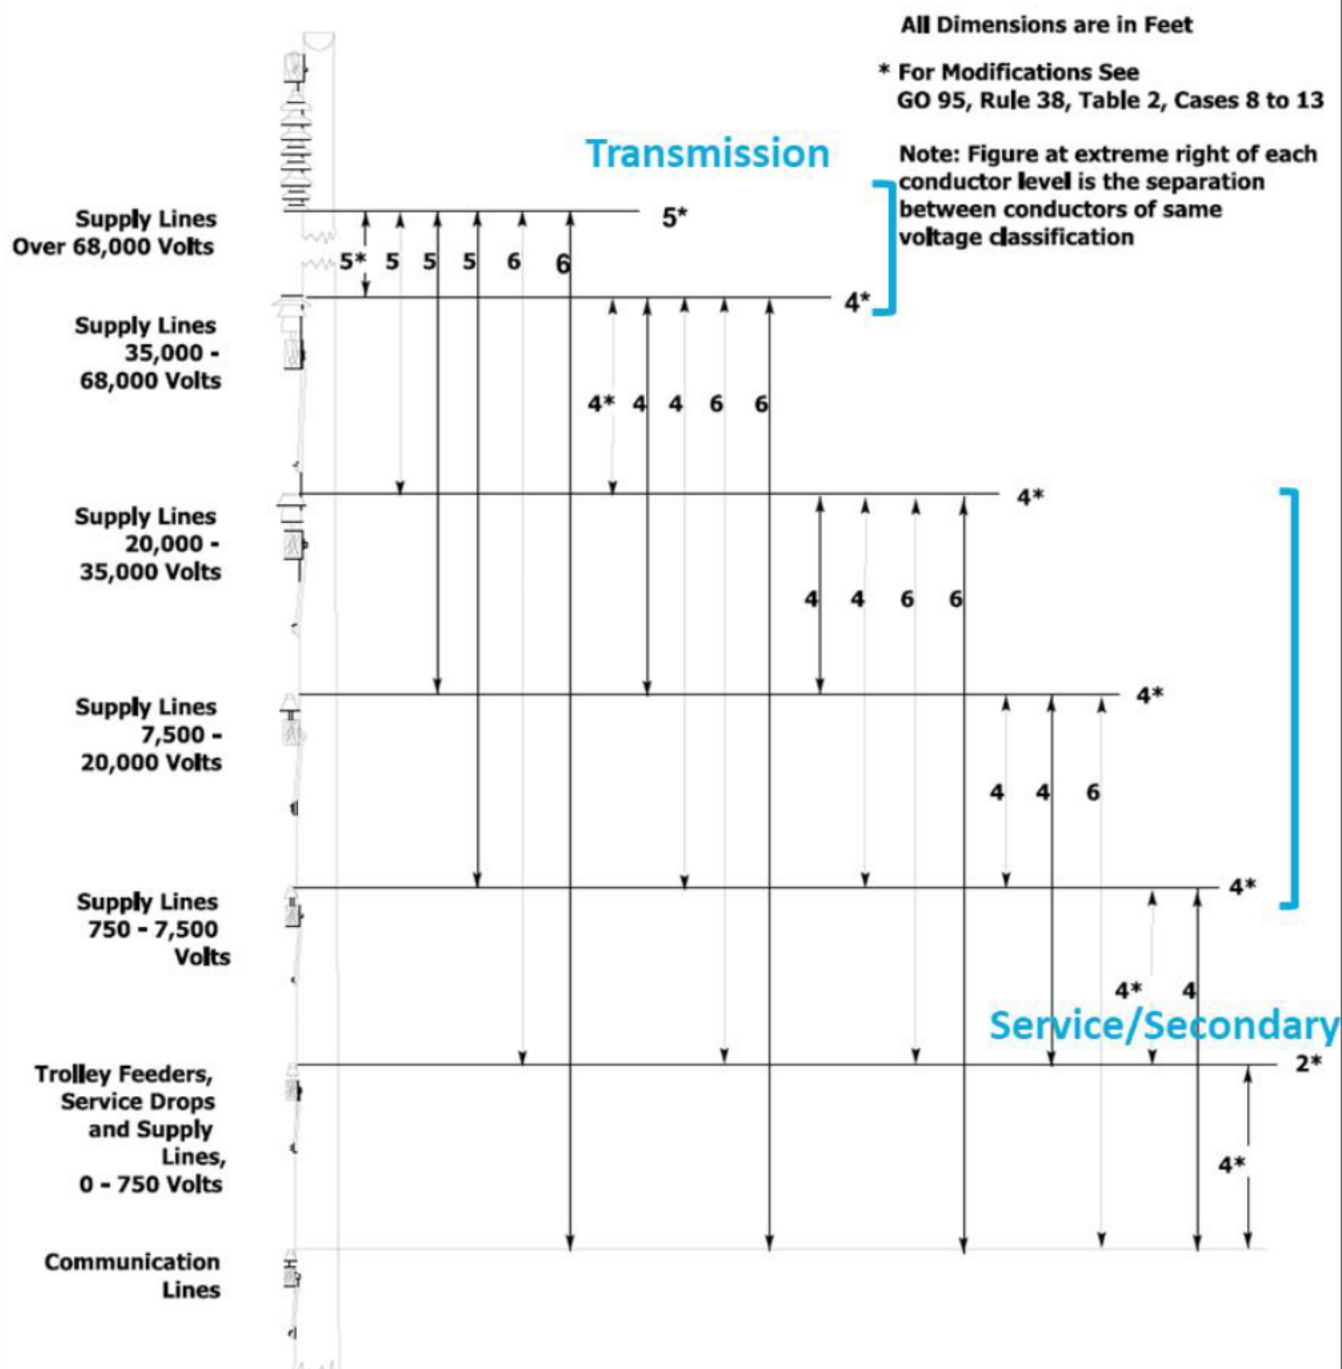 All Dimensions are in Feet
* For Modifications See
GO 95, Rule 38, Table 2, Cases 8 to 13
Transmission
Note: Figure at extreme right of each
conductor level is the separation
between conductors of same
voltage classification
Supply Lines
Over 68,000 Volts
5*
5* 5 5 5 6 6
4*
Supply Lines
35,000 -
68,000 Volts
4* 4 4 6 6
4*
Supply Lines
20,000 -
35,000 Volts
4 4 6 6
4*
Supply Lines
7,500 -
20,000 Volts
4 4 6
4*
Supply Lines
750 - 7,500
Volts
4* 4
Service/Secondary
2*
Trolley Feeders,
Service Drops
and Supply
Lines,
0 - 750 Volts
4*
Communication
Lines